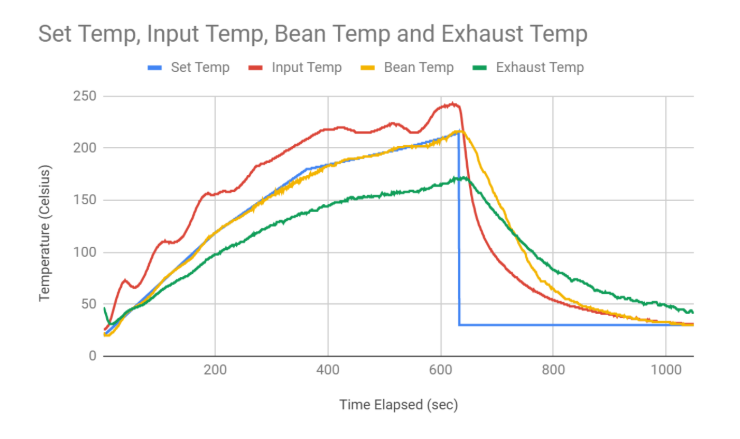 Set Temp, Input Temp, Bean Temp and Exhaust Temp
Set Temp Input Temp Bean Temp Exhaust Temp
Temperature (Celsius)
250
200
150
100
50
0
200 400 600 800 1000
Time Elapsed (sec)